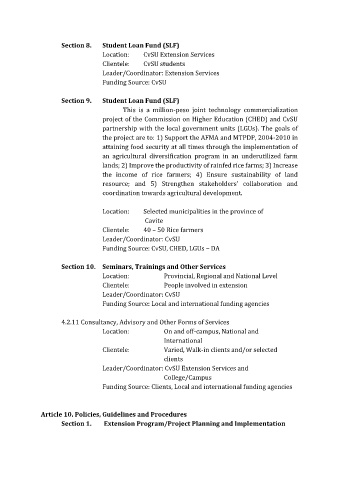 Section 8. Student Loan Fund (SLF)
Location: CvSU Extension Services
Clientele: CvSU students
Leader/Coordinator: Extension Services
Funding Source: CvSU
Section 9. Student Loan Fund (SLF)
This is a million-peso joint technology commercialization
project of the Commission on Higher Education (CHED) and CvSU
partnership with the local government units (LGUs). The goals of
the project are to: 1) Support the AFMA and MTPDP, 2004-2010 in
attaining food security at all times through the implementation of
an agricultural diversification program in an underutilized farm
lands; 2) Improve the productivity of rainfed rice farms; 3) Increase
the income of rice farmers; 4) Ensure sustainability of land
resource; and 5) Strengthen stakeholders' collaboration and
coordination towards agricultural development.
Location: Selected municipalities in the province of
Cavite
Clientele: 40 – 50 Rice farmers
Leader/Coordinator: CvSU
Funding Source: CvSU, CHED, LGUs – DA
Section 10. Seminars, Trainings and Other Services
Location: Provincial, Regional and National Level
Clientele: People involved in extension
Leader/Coordinator: CvSU
Funding Source: Local and international funding agencies
4.2.11 Consultancy, Advisory and Other Forms of Services
Location: On and off-campus, National and
International
Clientele: Varied, Walk-in clients and/or selected
clients
Leader/Coordinator: CvSU Extension Services and
College/Campus
Funding Source: Clients, Local and international funding agencies
Article 10. Policies, Guidelines and Procedures
Section 1. Extension Program/Project Planning and Implementation